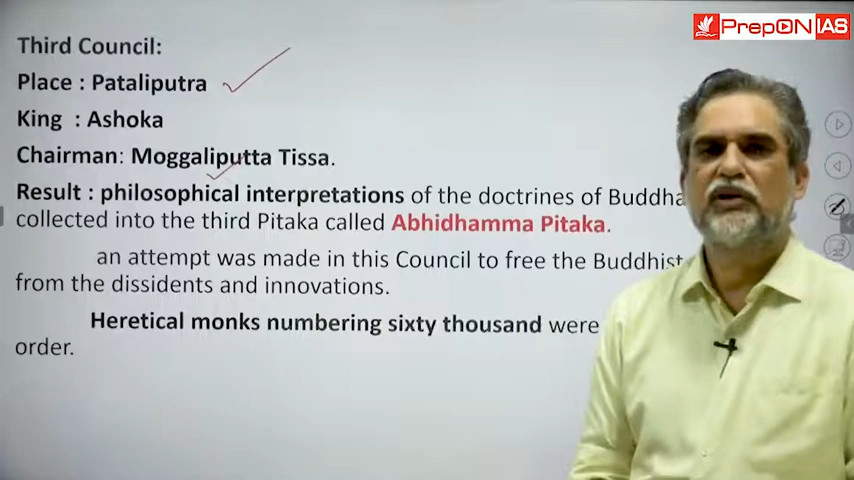 PrepON IAS
Third Council:
Place : Pataliputra
King : Ashoka
Chairman: Moggaliputta Tissa.
Result : philosophical interpretations of the doctrines of Buddha
collected into the third Pitaka called Abhidhamma Pitaka.
an attempt was made in this Council to free the Buddhist
from the dissidents and innovations.
Heretical monks numbering sixty thousand were
order.